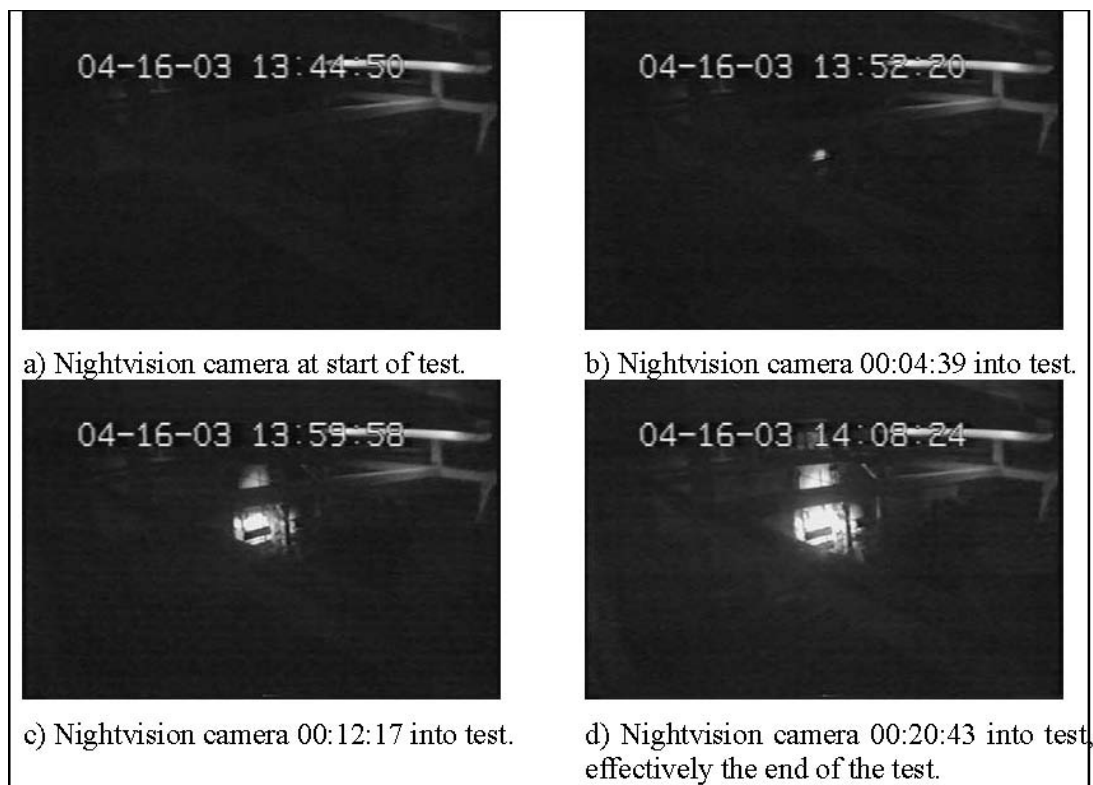 04-16-03 13:44:50
04-16-03 13:52:20
a) Nightvision camera at start of test.
b) Nightvision camera 00:04:39 into test.
04-16-03 13:59:58
04-16-03 14:08:24
c) Nightvision camera 00:12:17 into test.
d) Nightvision camera 00:20:43 into test,
effectively the end of the test.